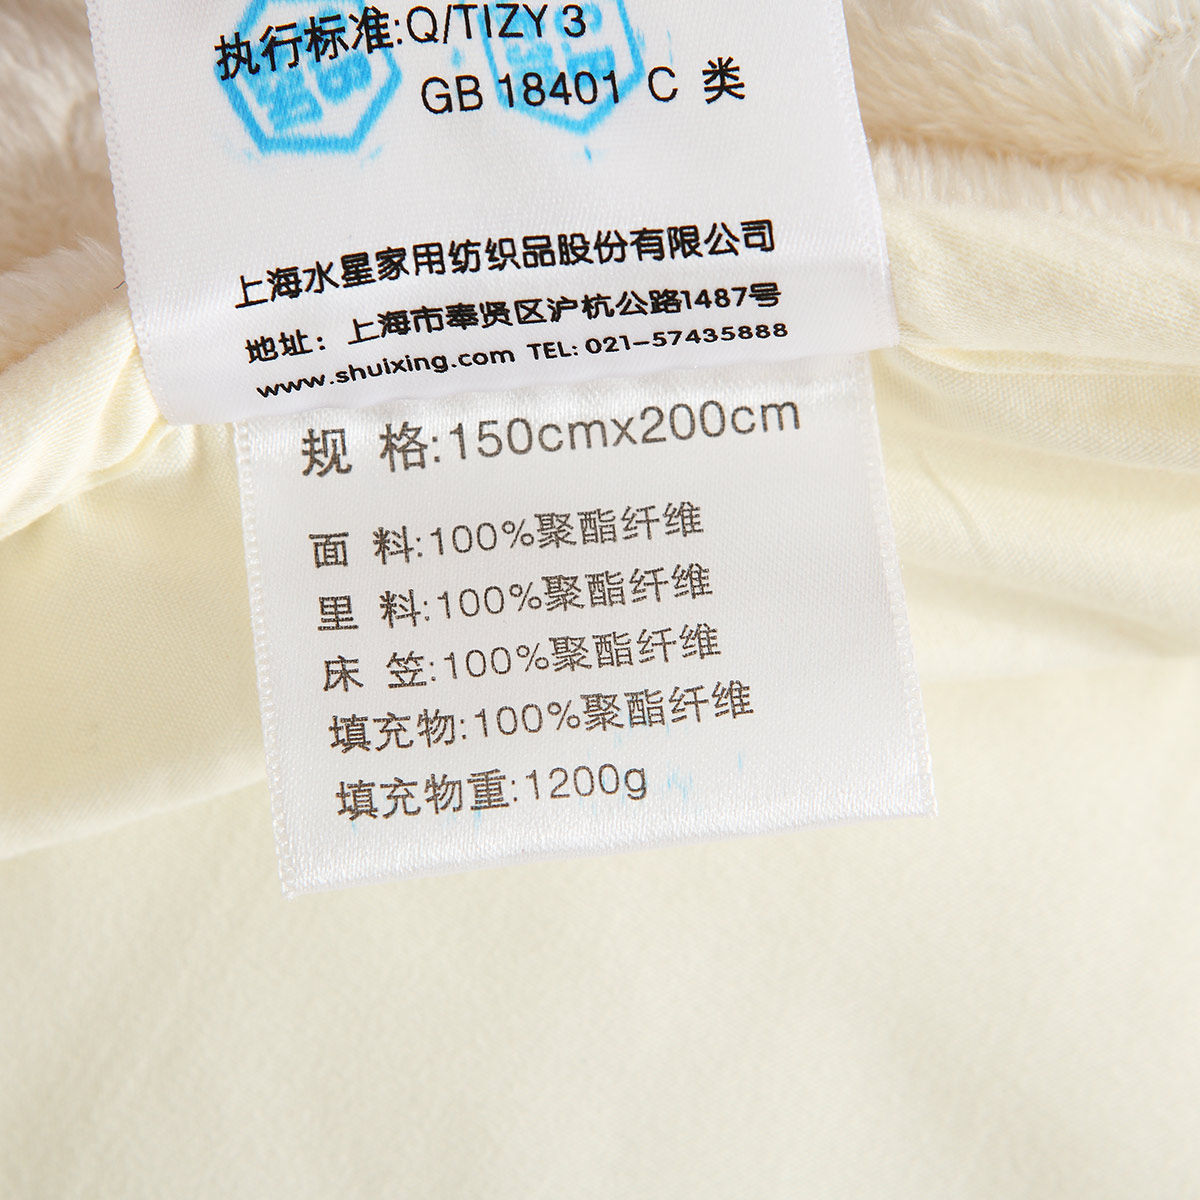 执行标准:Q/TIZY 3
GB 18401 C 类
上海水星家用纺织品股份有限公司
地址：上海市奉贤区沪杭公路1487号
www.shuixing.com TEL: 021-57435888
规 格:150cmx200cm
面 料:100%聚酯纤维
里 料:100%聚酯纤维
床 笠:100%聚酯纤维
填充物:100%聚酯纤维
填充物重:1200g